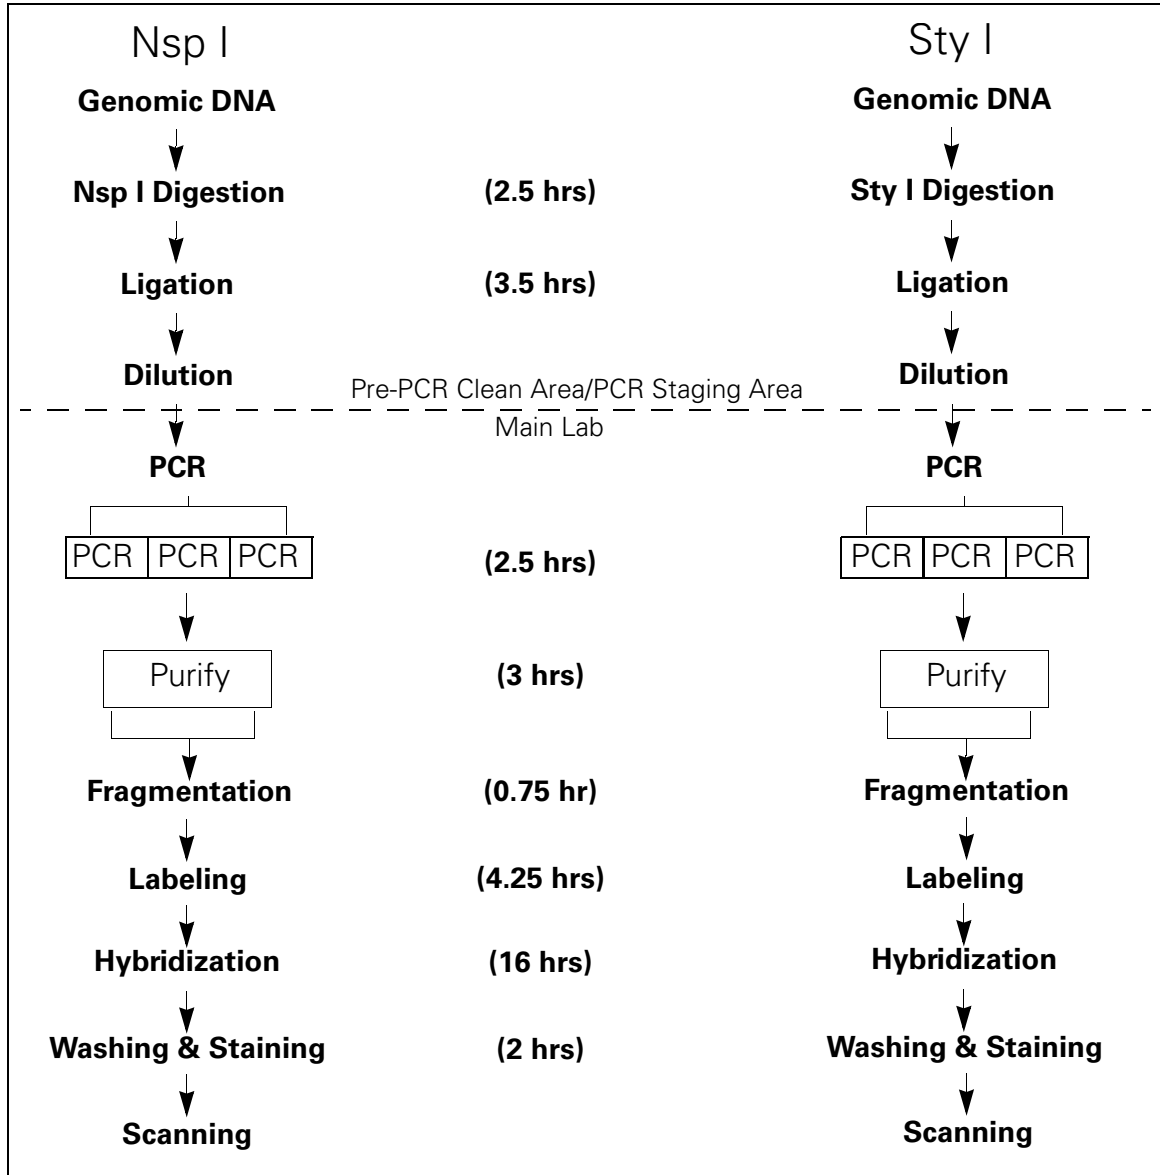 Nsp I Sty I
Genomic DNA Genomic DNA
Nsp I Digestion (2.5 hrs) Sty I Digestion
Ligation (3.5 hrs) Ligation
Dilution Dilution
Pre-PCR Clean Area/PCR Staging Area
Main Lab
PCR PCR
PCR PCR PCR (2.5 hrs) PCR PCR PCR
Purify (3 hrs) Purify
Fragmentation (0.75 hr) Fragmentation
Labeling (4.25 hrs) Labeling
Hybridization (16 hrs) Hybridization
Washing & Staining (2 hrs) Washing & Staining
Scanning Scanning